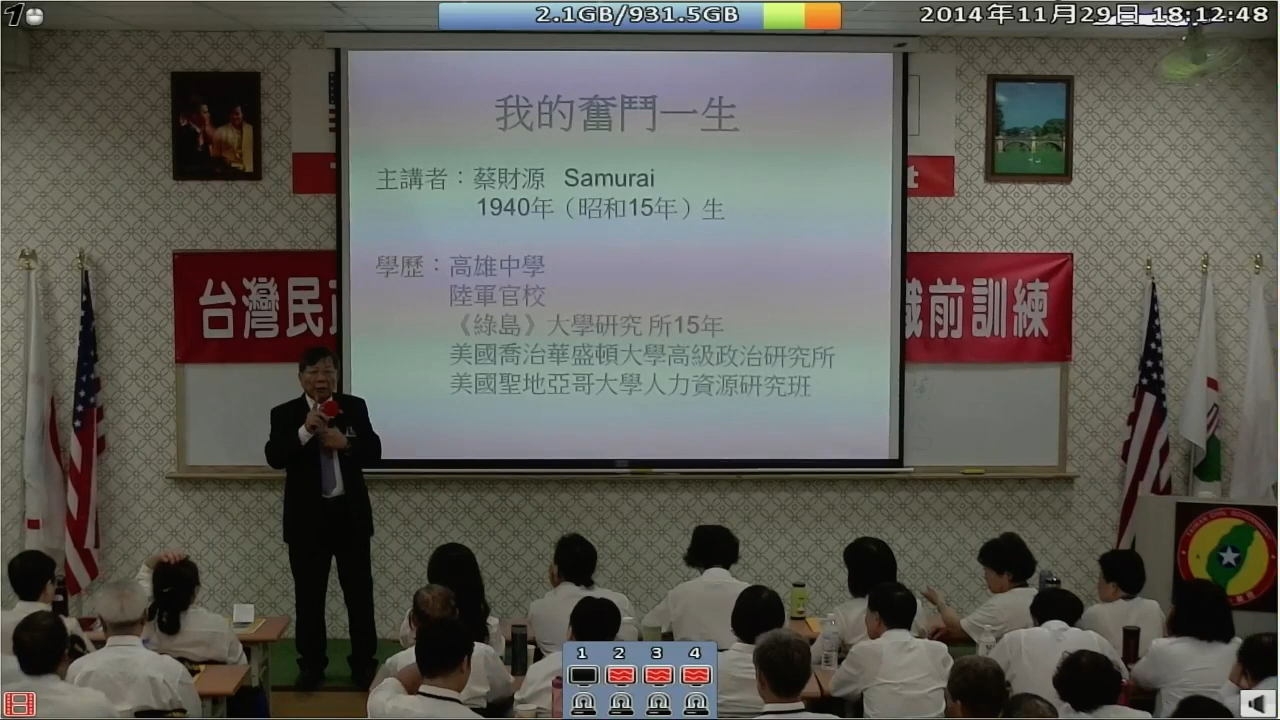 1
2.1GB/931.5GB
2014年11月29日 18:12:48
我的奮鬥一生
主講者：蔡財源 Samurai
1940年（昭和15年）生
學歷：高雄中學
陸軍官校
《綠島》大學研究 所15年
美國喬治華盛頓大學高級政治研究所
美國聖地亞哥大學人力資源研究班
台灣民
職前訓練
t
TAIWAN CIVIL GOVERNMENT
1 2 3 4